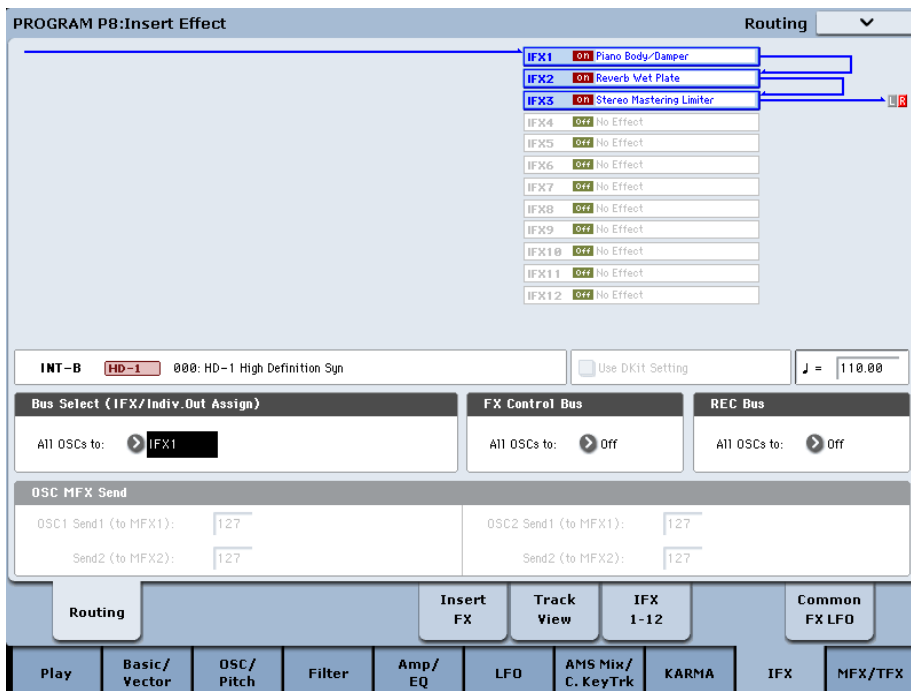 PROGRAM P8:Insert Effect
Routing
IFX1 On Piano Body/Damper
IFX2 On Reverb Wet Plate
IFX3 On Stereo Mastering Limiter
L R
IFX4 Off No Effect
IFX5 Off No Effect
IFX6 Off No Effect
IFX7 Off No Effect
IFX8 Off No Effect
IFX9 Off No Effect
IFX10 Off No Effect
IFX11 Off No Effect
IFX12 Off No Effect
INT-B HD-1 000: HD-1 High Definition Syn
Use DKit Setting
♩ = 110.00
Bus Select (IFX/Indiv.Out Assign)
All OSCs to: IFX1
FX Control Bus
All OSCs to: Off
REC Bus
All OSCs to: Off
OSC MFX Send
OSC1 Send1 (to MFX1): 127
OSC2 Send1 (to MFX1): 127
Send2 (to MFX2): 127
Send2 (to MFX2): 127
Routing
Insert
FX
Track
View
IFX
1-12
Common
FX LFO
Play
Basic/
Vector
OSC/
Pitch
Filter
Amp/
EQ
LFO
AMS Mix/
C. KeyTrk
KARMA
IFX
MFX/TFX